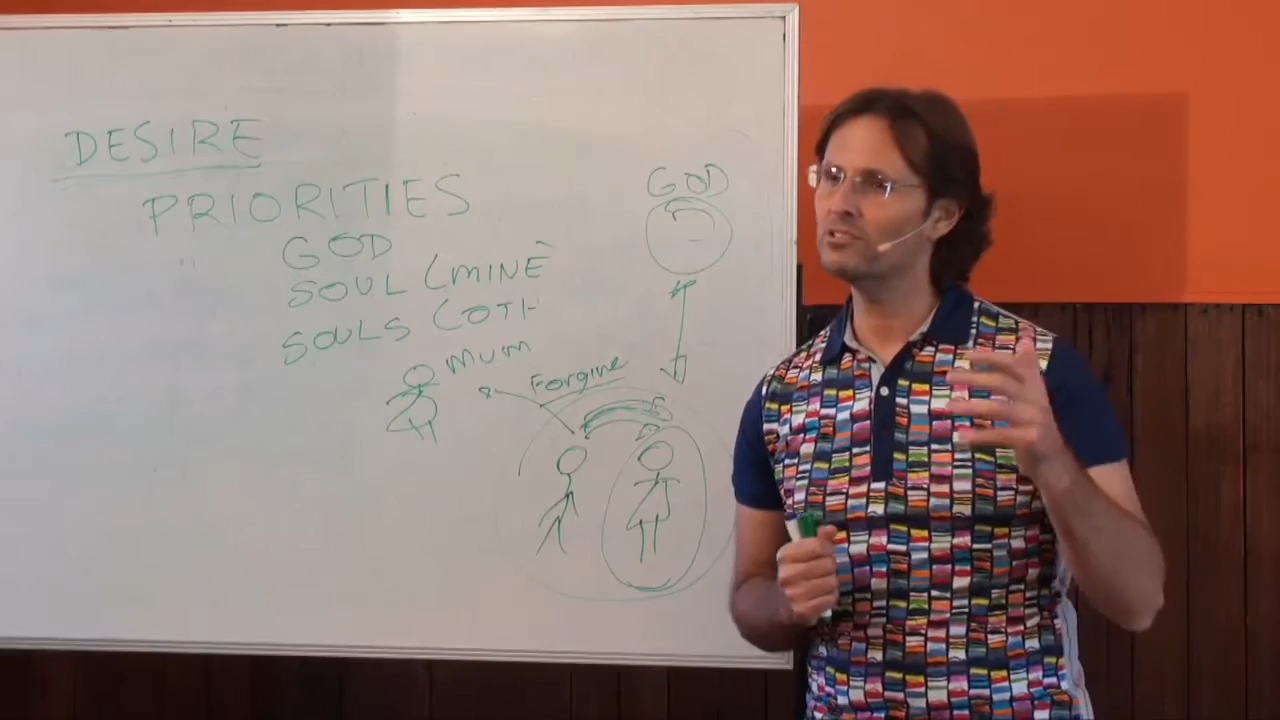 DESIRE
PRIORITIES
GOD
SOUL (MINE)
SOULS (OTH
MUM
Forgive
GOD